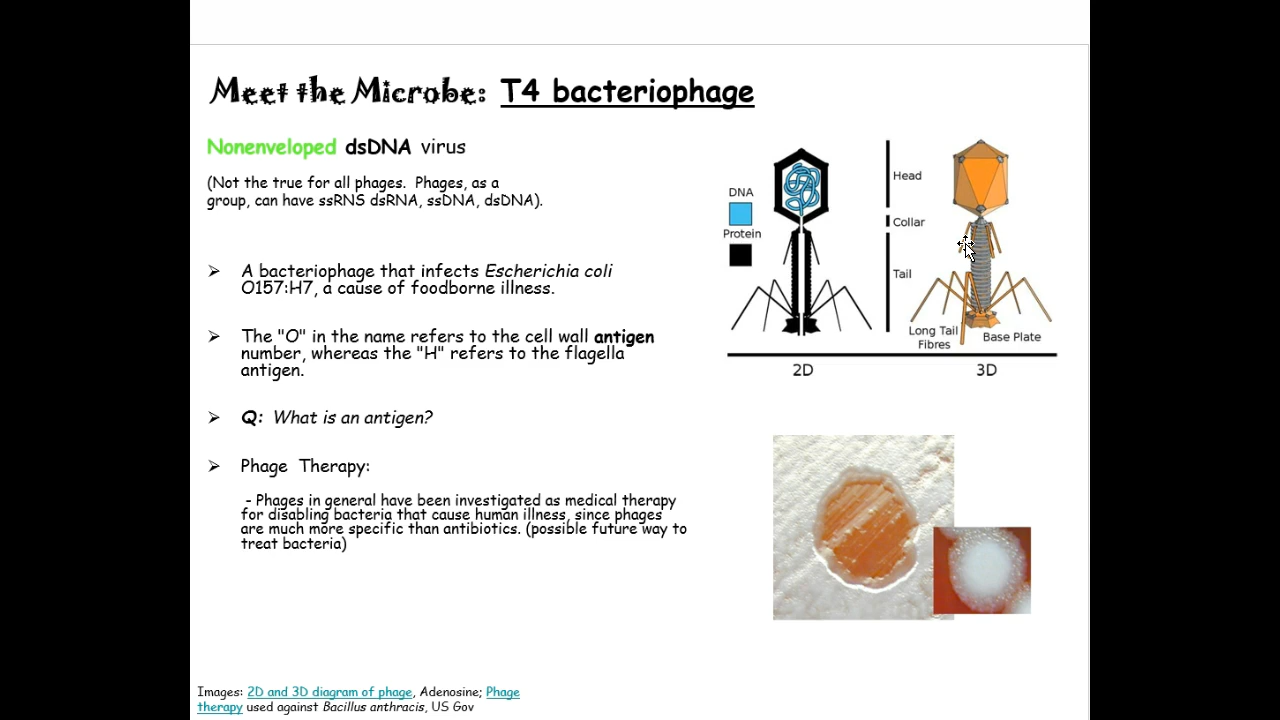 Meet the Microbe: T4 bacteriophage
Nonenveloped dsDNA virus
(Not the true for all phages. Phages, as a
group, can have ssRNS dsRNA, ssDNA, dsDNA).
➢ A bacteriophage that infects Escherichia coli
O157:H7, a cause of foodborne illness.
➢ The "O" in the name refers to the cell wall antigen
number, whereas the "H" refers to the flagella
antigen.
➢ Q: What is an antigen?
➢ Phage Therapy:
- Phages in general have been investigated as medical therapy
for disabling bacteria that cause human illness, since phages
are much more specific than antibiotics. (possible future way to
treat bacteria)
DNA
Protein
Head
Collar
Tail
Long Tail
Fibres
Base Plate
2D
3D
Images: 2D and 3D diagram of phage, Adenosine; Phage
therapy used against Bacillus anthracis, US Gov